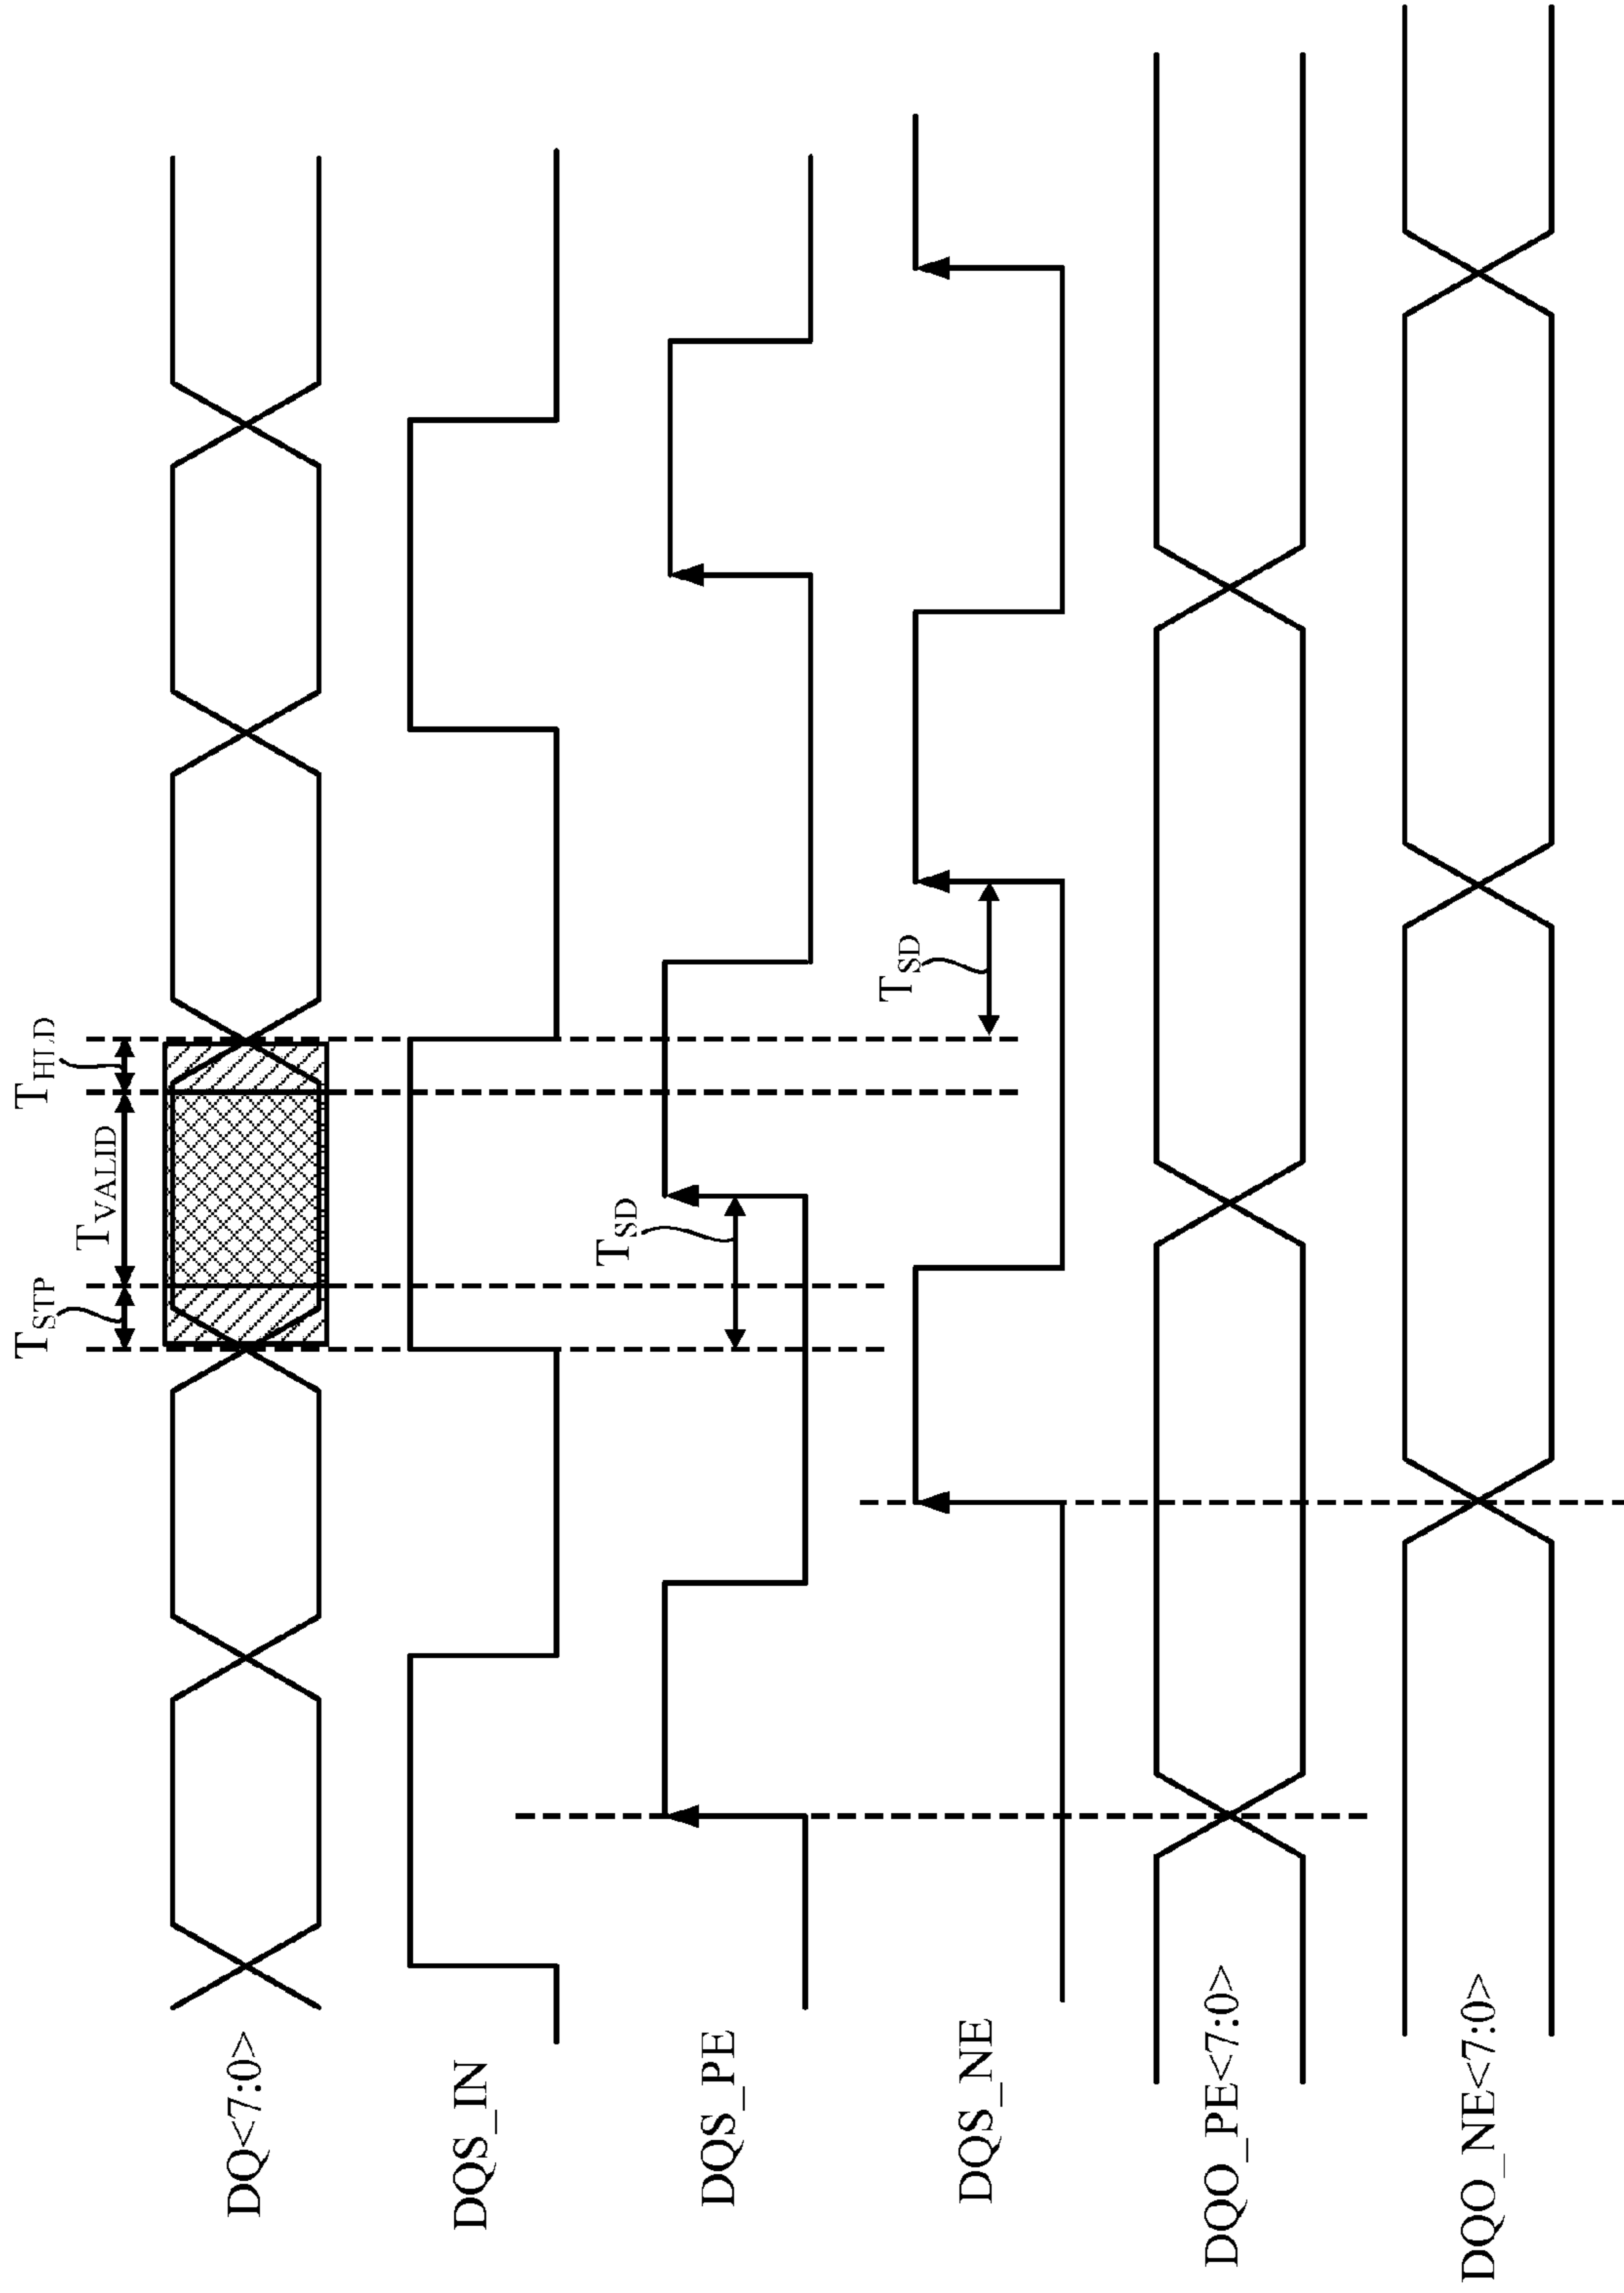 T_STP
T_VALID
T_HLD
DQ<7:0>
DQS_IN
T_SD
DQS_PE
T_SD
DQS_NE
DQO_PE<7:0>
DQO_NE<7:0>